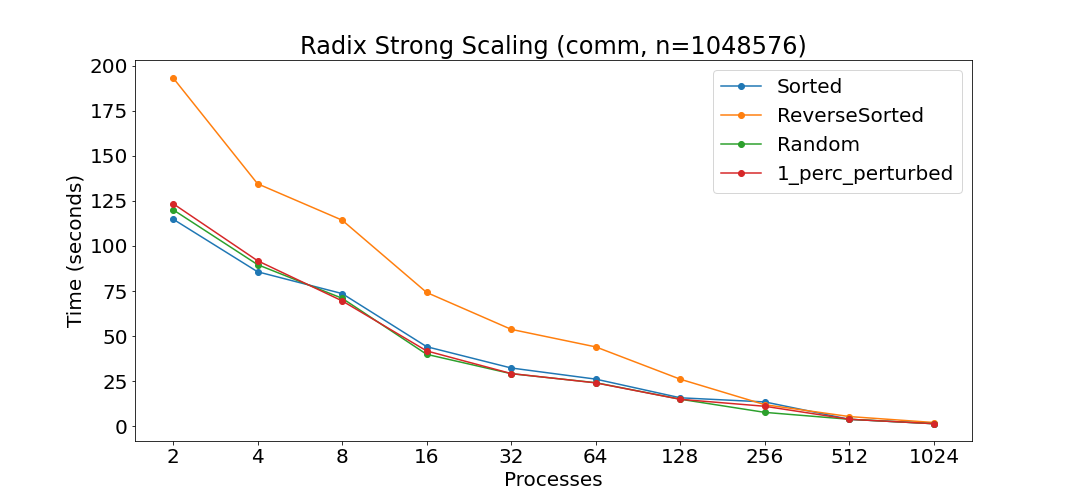 Radix Strong Scaling (comm, n=1048576)
Sorted
ReverseSorted
Random
1_perc_perturbed
Time (seconds)
200
175
150
125
100
75
50
25
0
2 4 8 16 32 64 128 256 512 1024
Processes